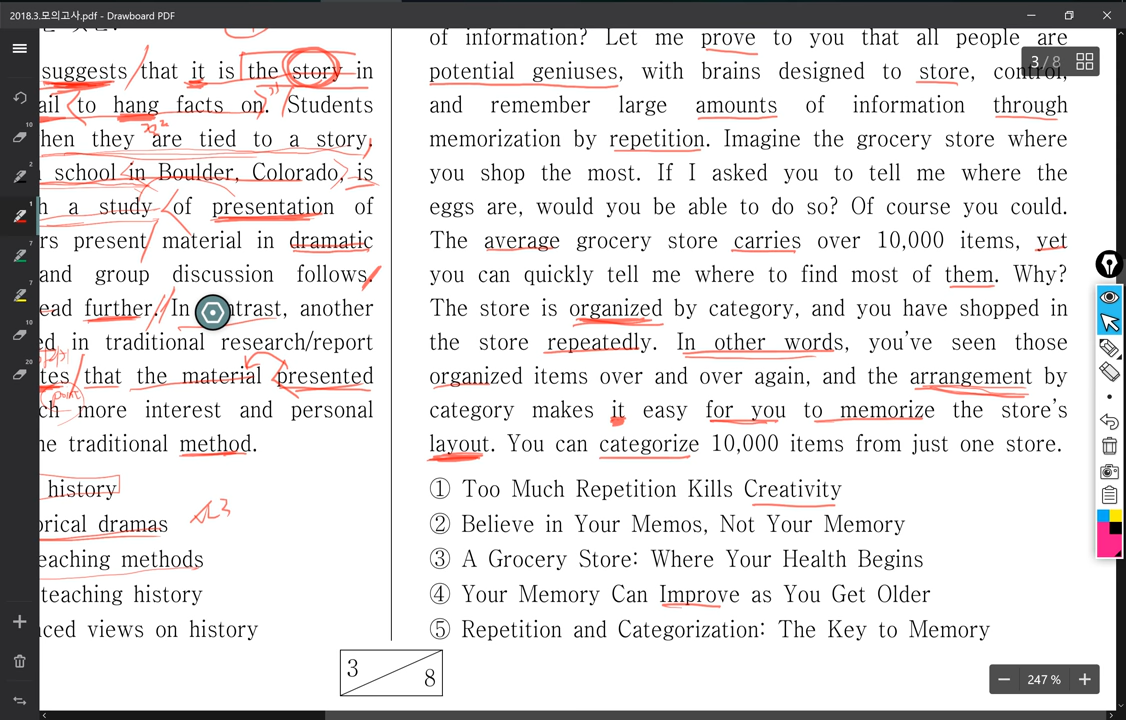 2018.3.모의고사.pdf - Drawboard PDF
3 / 8
suggests that it is the story in
ail to hang facts on. Students
hen they are tied to a story,
school in Boulder, Colorado, is
n a study of presentation of
rs present material in dramatic
and group discussion follows.
ead further. In contrast, another
ed in traditional research/report
tes that the material presented
ch more interest and personal
ne traditional method.
history
orical dramas
eaching methods
teaching history
nced views on history
3
8
of information? Let me prove to you that all people are
potential geniuses, with brains designed to store, control,
and remember large amounts of information through
memorization by repetition. Imagine the grocery store where
you shop the most. If I asked you to tell me where the
eggs are, would you be able to do so? Of course you could.
The average grocery store carries over 10,000 items, yet
you can quickly tell me where to find most of them. Why?
The store is organized by category, and you have shopped in
the store repeatedly. In other words, you've seen those
organized items over and over again, and the arrangement by
category makes it easy for you to memorize the store's
layout. You can categorize 10,000 items from just one store.
① Too Much Repetition Kills Creativity
② Believe in Your Memos, Not Your Memory
③ A Grocery Store: Where Your Health Begins
④ Your Memory Can Improve as You Get Older
⑤ Repetition and Categorization: The Key to Memory
247 %
10
2
1
7
7
10
20